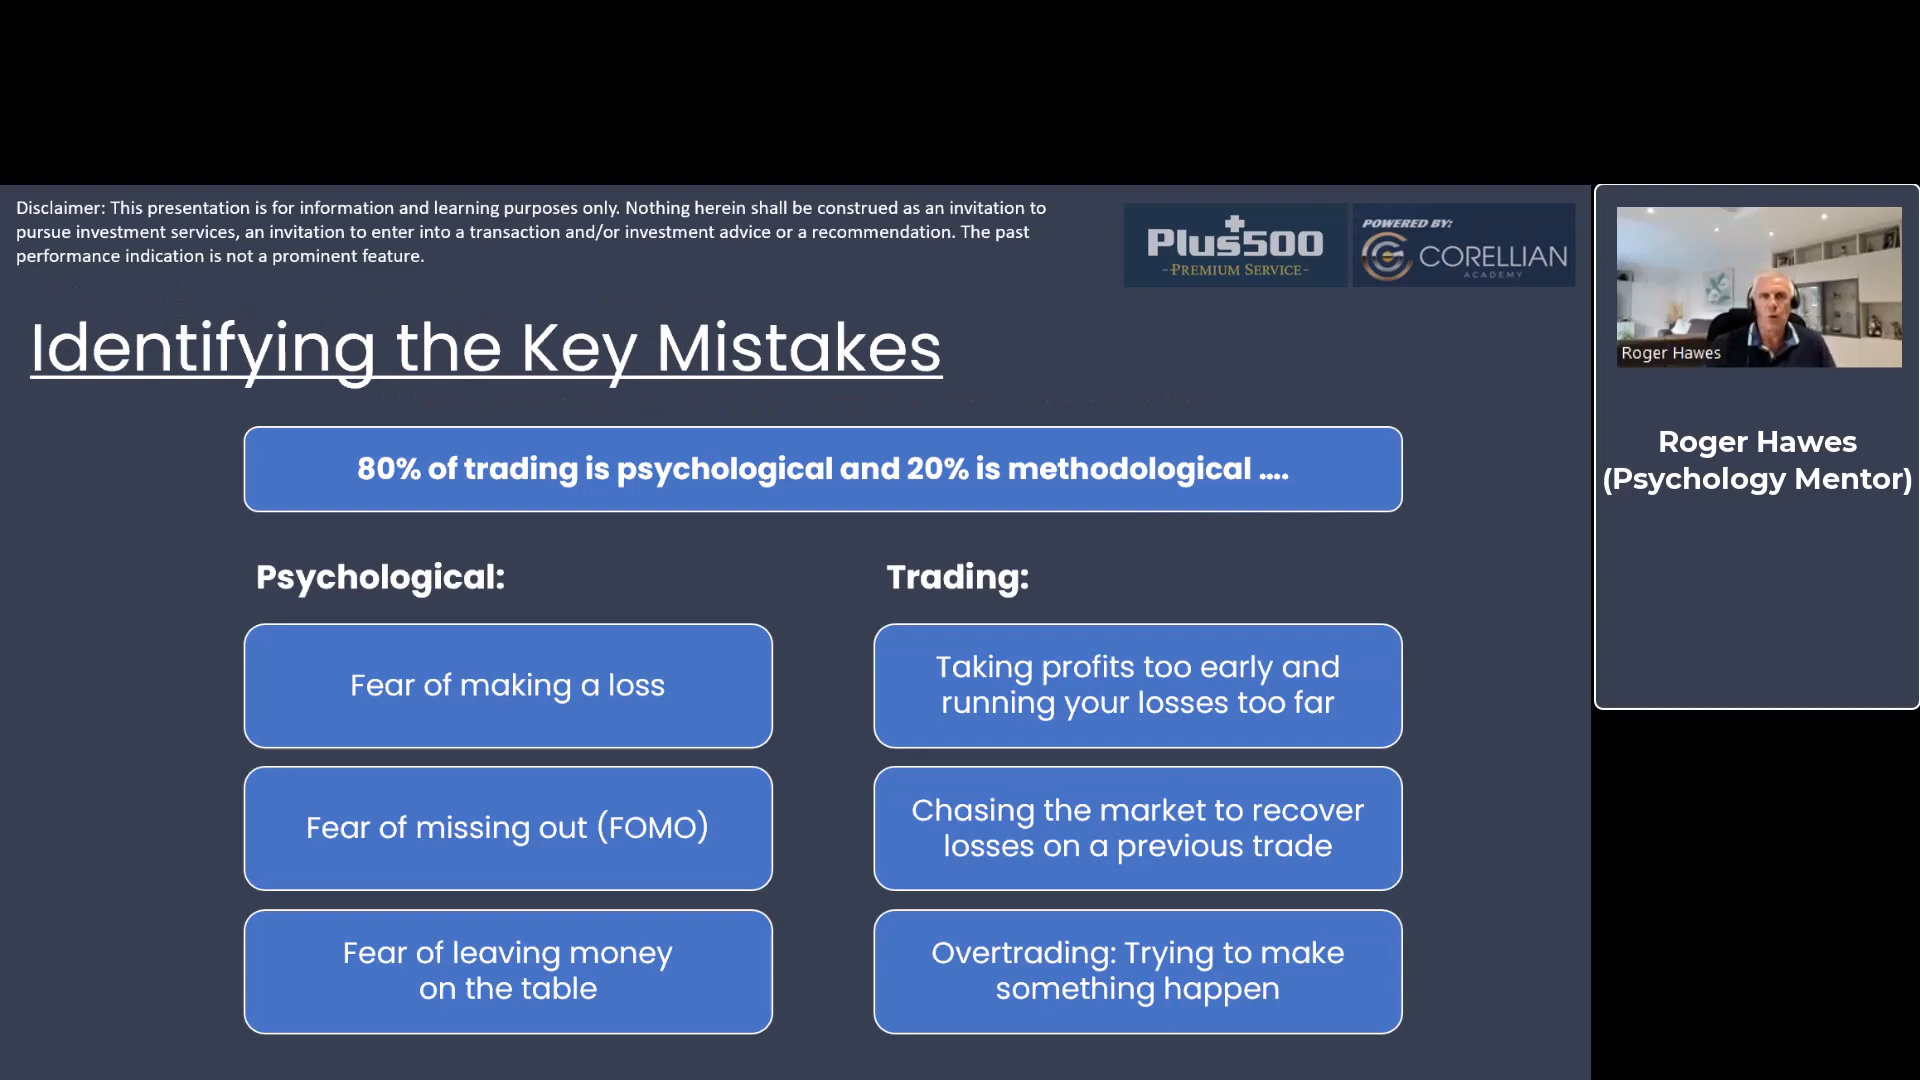 Disclaimer: This presentation is for information and learning purposes only. Nothing herein shall be construed as an invitation to
pursue investment services, an invitation to enter into a transaction and/or investment advice or a recommendation. The past
performance indication is not a prominent feature.
Plus500
-PREMIUM SERVICE-
POWERED BY:
CORELLIAN
ACADEMY
Identifying the Key Mistakes
80% of trading is psychological and 20% is methodological ....
Psychological:
Fear of making a loss
Fear of missing out (FOMO)
Fear of leaving money
on the table
Trading:
Taking profits too early and
running your losses too far
Chasing the market to recover
losses on a previous trade
Overtrading: Trying to make
something happen
Roger Hawes
Roger Hawes
(Psychology Mentor)